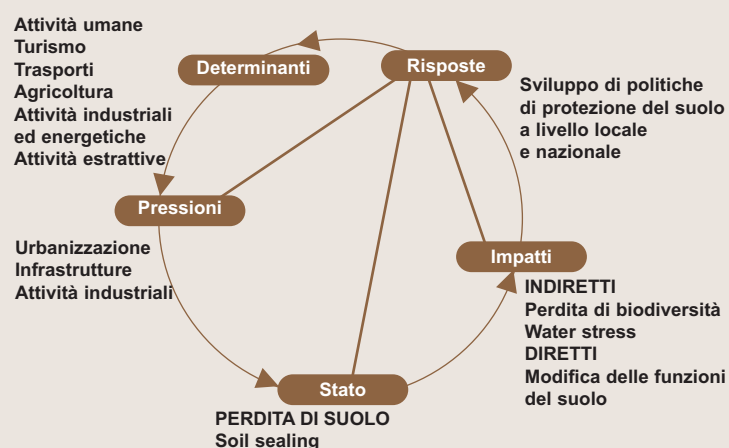 Attività umane
Turismo
Trasporti
Agricoltura
Attività industriali
ed energetiche
Attività estrattive
Determinanti
Risposte
Sviluppo di politiche
di protezione del suolo
a livello locale
e nazionale
Pressioni
Urbanizzazione
Infrastrutture
Attività industriali
Impatti
INDIRETTI
Perdita di biodiversità
Water stress
DIRETTI
Modifica delle funzioni
del suolo
Stato
PERDITA DI SUOLO
Soil sealing